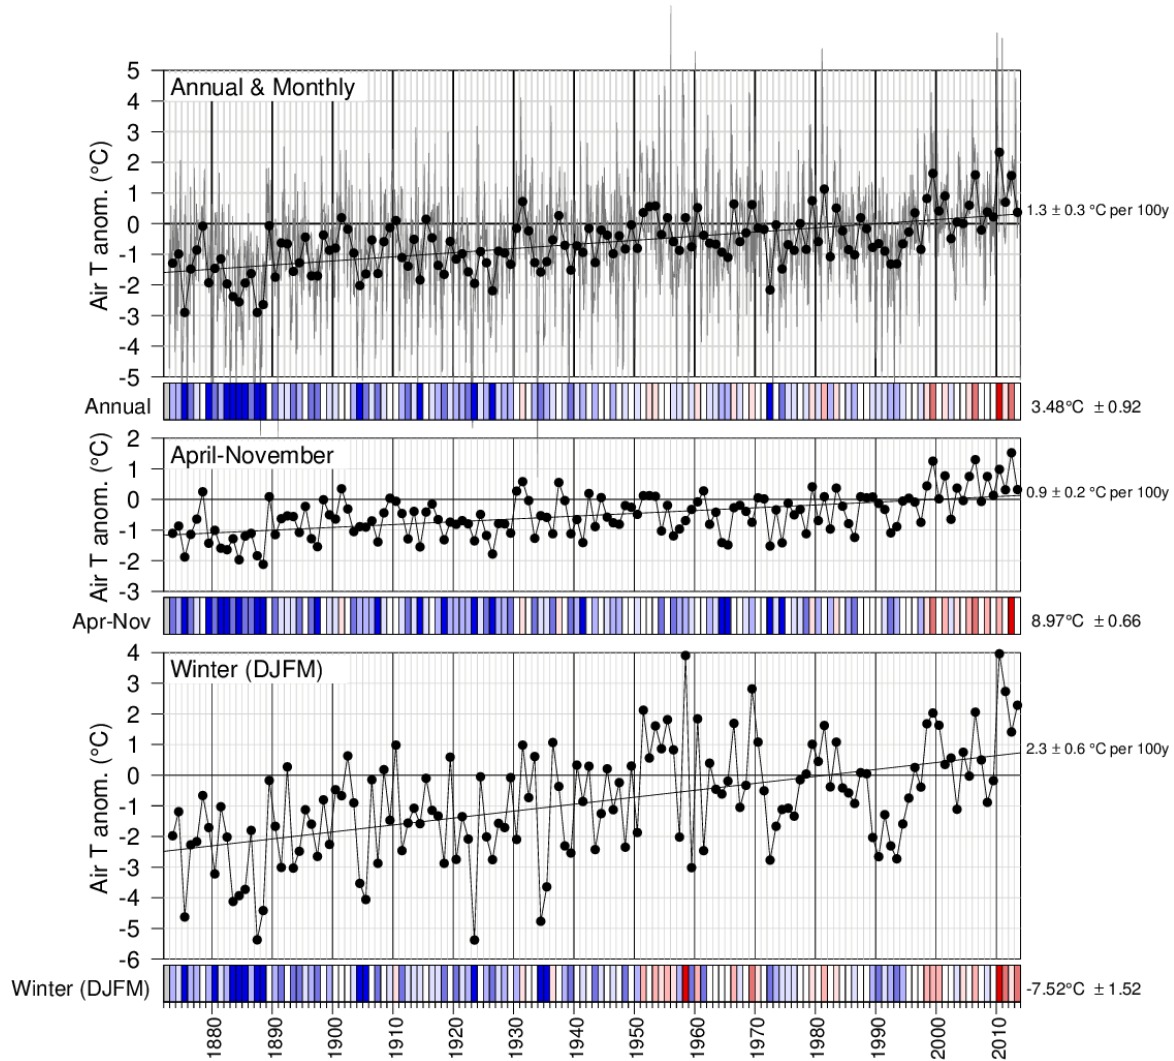 Annual & Monthly
Air T anom. (°C)
5
4
3
2
1
0
-1
-2
-3
-4
-5
1.3 ± 0.3 °C per 100y
Annual
3.48°C ± 0.92
April-November
Air T anom. (°C)
2
1
0
-1
-2
-3
0.9 ± 0.2 °C per 100y
Apr-Nov
8.97°C ± 0.66
Winter (DJFM)
Air T anom. (°C)
4
3
2
1
0
-1
-2
-3
-4
-5
-6
2.3 ± 0.6 °C per 100y
Winter (DJFM)
-7.52°C ± 1.52
1880
1890
1900
1910
1920
1930
1940
1950
1960
1970
1980
1990
2000
2010